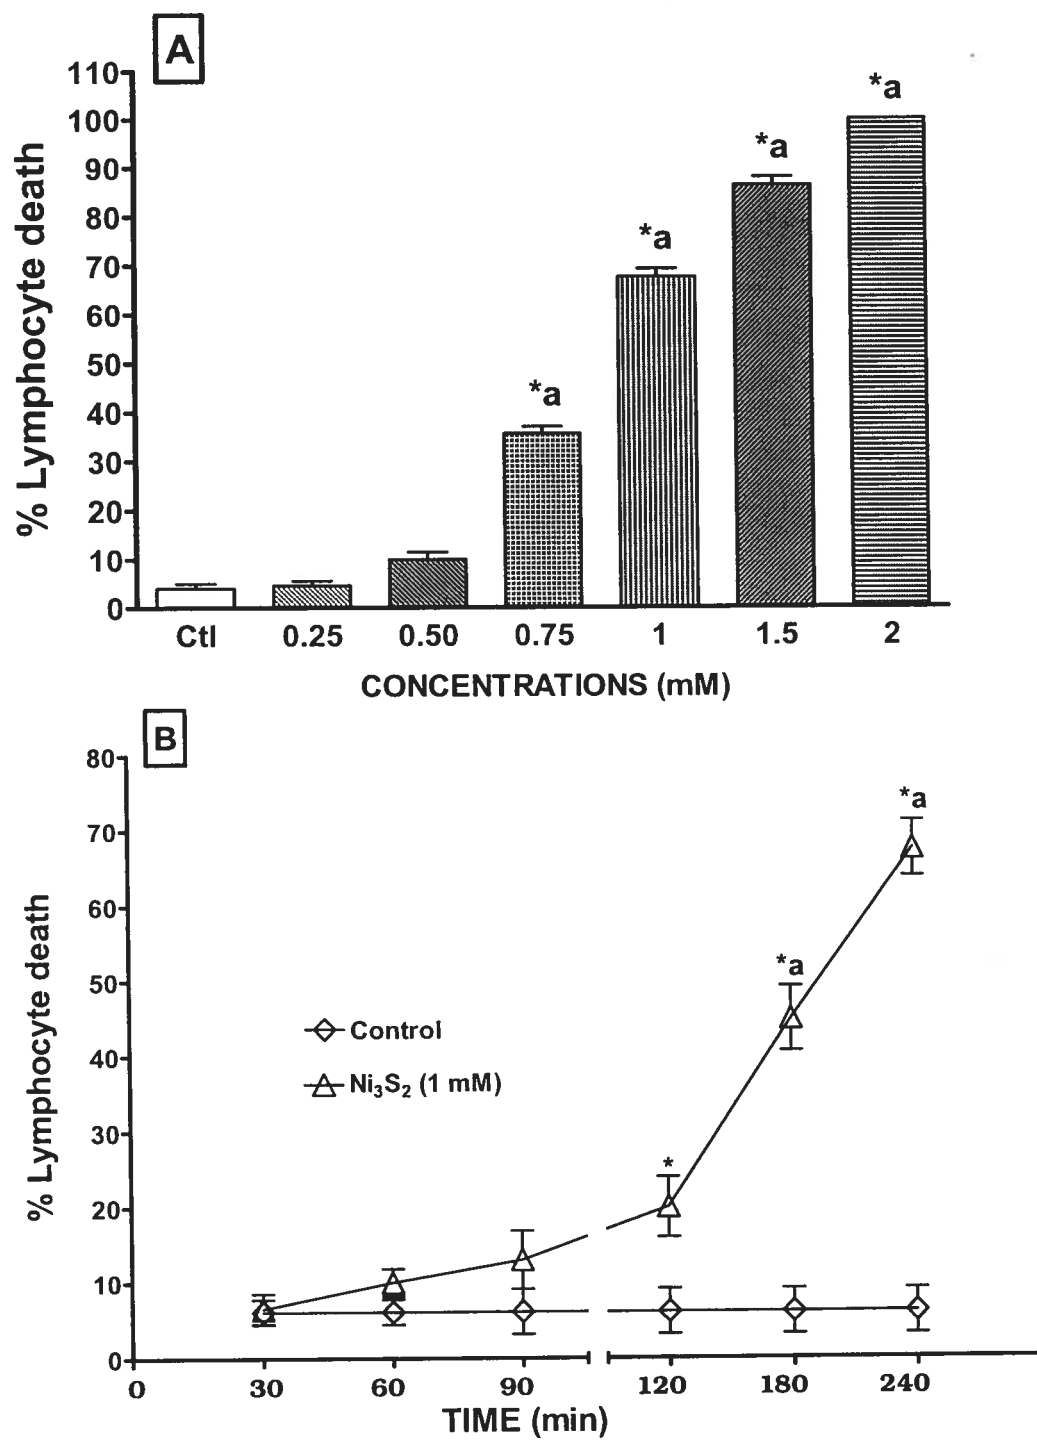 A
110
100
90
80
70
60
50
40
30
20
10
0
% Lymphocyte death
*a
*a
*a
*a
Ctl 0.25 0.50 0.75 1 1.5 2
CONCENTRATIONS (mM)
B
80
70
60
50
40
30
20
10
0
% Lymphocyte death
*a
*a
*
Control
Ni₃S₂ (1 mM)
0 30 60 90 120 180 240
TIME (min)